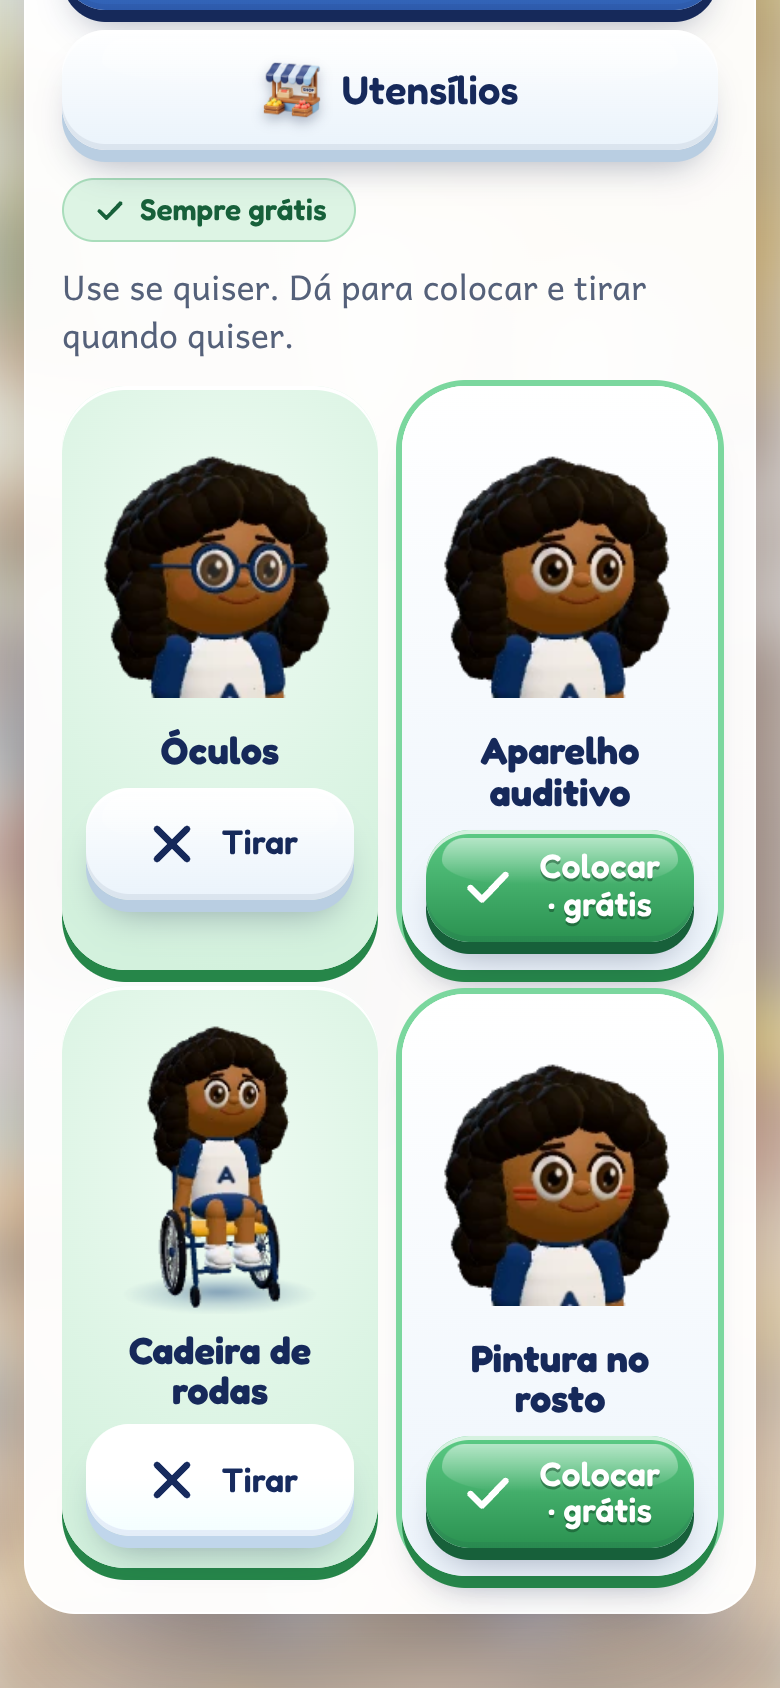 Utensílios
Sempre grátis
Use se quiser. Dá para colocar e tirar
quando quiser.
A
Óculos
Tirar
A
Aparelho
auditivo
Colocar
· grátis
A
Cadeira de
rodas
Tirar
A
Pintura no
rosto
Colocar
· grátis